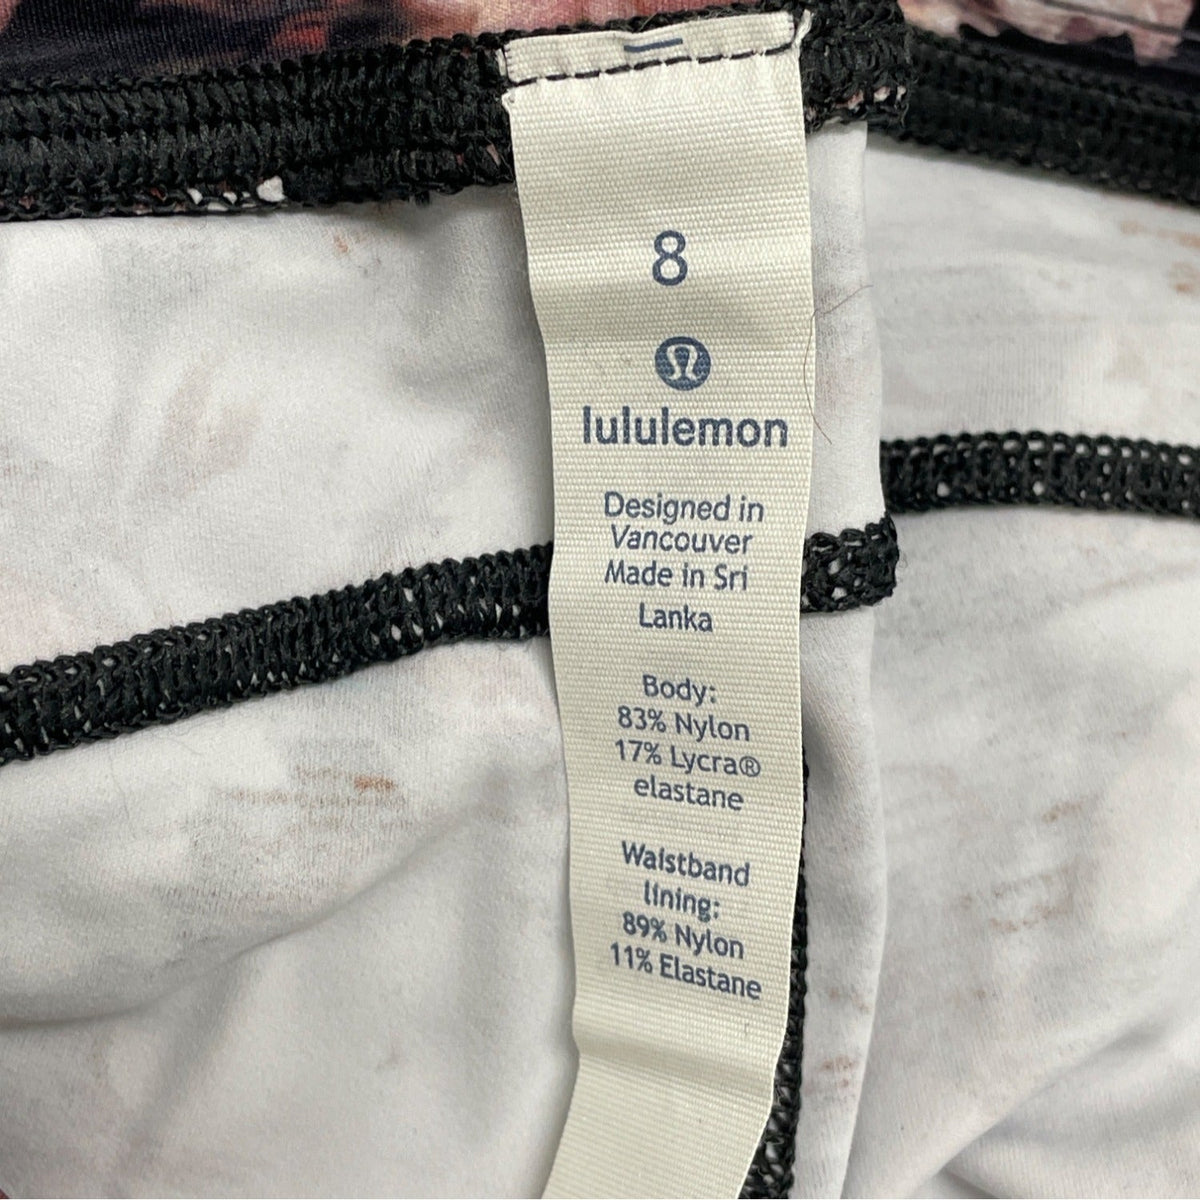 8
lululemon
Designed in
Vancouver
Made in Sri
Lanka
Body:
83% Nylon
17% Lycra®
elastane
Waistband
lining:
89% Nylon
11% Elastane